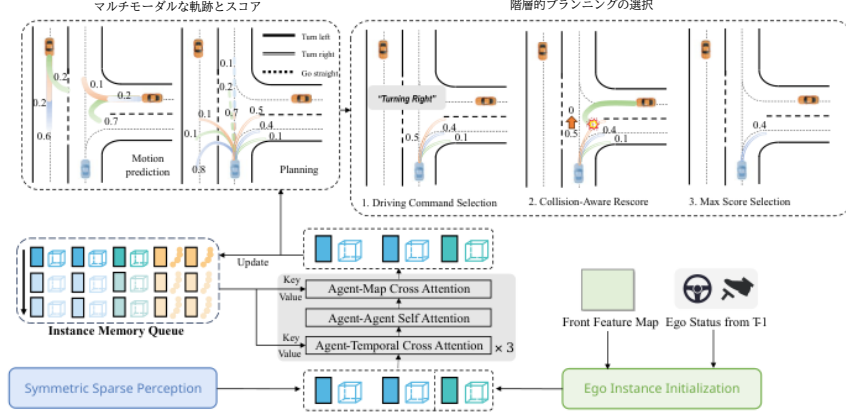 マルチモーダルな軌跡とスコア
階層的プランニングの選択
Turn left
Turn right
Go straight
0.2
0.1
0.2
0.2
0.7
0.6
Motion
prediction
0.1
0.2
0.1
0.1
0.7
0.5
0.4
0.1
0.8
Planning
"Turning Right"
0.5
0.4
0.1
1. Driving Command Selection
0
0.5
0.4
0.1
2. Collision-Aware Rescore
0.4
3. Max Score Selection
Update
Instance Memory Queue
Key
Value
Agent-Map Cross Attention
Agent-Agent Self Attention
Key
Value
Agent-Temporal Cross Attention
× 3
Front Feature Map
Ego Status from T-1
Symmetric Sparse Perception
Ego Instance Initialization